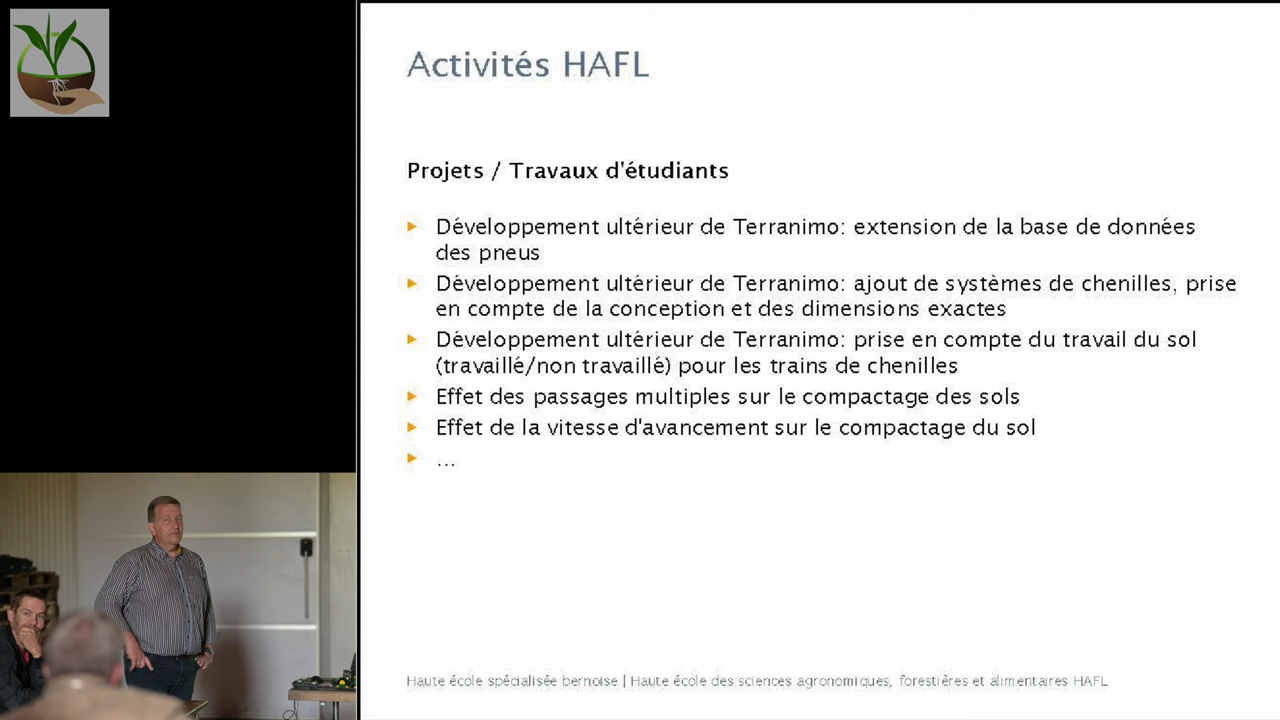 Activités HAFL
Projets / Travaux d'étudiants
Développement ultérieur de Terranimo: extension de la base de données
des pneus
Développement ultérieur de Terranimo: ajout de systèmes de chenilles, prise
en compte de la conception et des dimensions exactes
Développement ultérieur de Terranimo: prise en compte du travail du sol
(travaillé/non travaillé) pour les trains de chenilles
Effet des passages multiples sur le compactage des sols
Effet de la vitesse d'avancement sur le compactage du sol
...
Haute école spécialisée bernoise | Haute école des sciences agronomiques, forestières et alimentaires HAFL